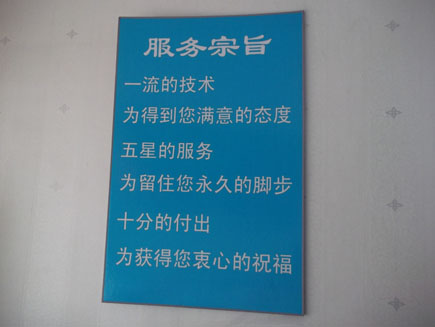 服务宗旨
一流的技术
为得到您满意的态度
五星的服务
为留住您永久的脚步
十分的付出
为获得您衷心的祝福